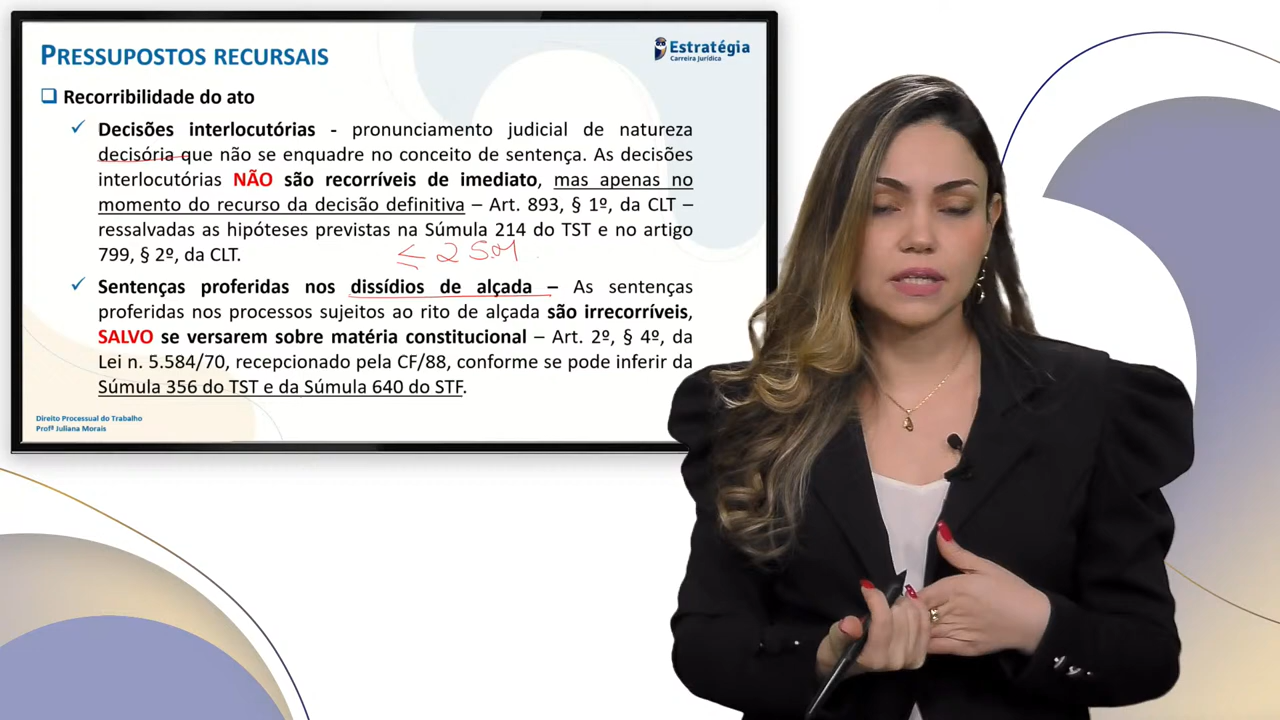 PRESSUPOSTOS RECURSAIS
Estratégia
Carreira Jurídica
Recorribilidade do ato
Decisões interlocutórias - pronunciamento judicial de natureza
decisória que não se enquadre no conceito de sentença. As decisões
interlocutórias NÃO são recorríveis de imediato, mas apenas no
momento do recurso da decisão definitiva – Art. 893, § 1º, da CLT –
ressalvadas as hipóteses previstas na Súmula 214 do TST e no artigo
799, § 2º, da CLT.
≤ 2 SM
Sentenças proferidas nos dissídios de alçada – As sentenças
proferidas nos processos sujeitos ao rito de alçada são irrecorríveis,
SALVO se versarem sobre matéria constitucional – Art. 2º, § 4º, da
Lei n. 5.584/70, recepcionado pela CF/88, conforme se pode inferir da
Súmula 356 do TST e da Súmula 640 do STF.
Direito Processual do Trabalho
Profª Juliana Morais